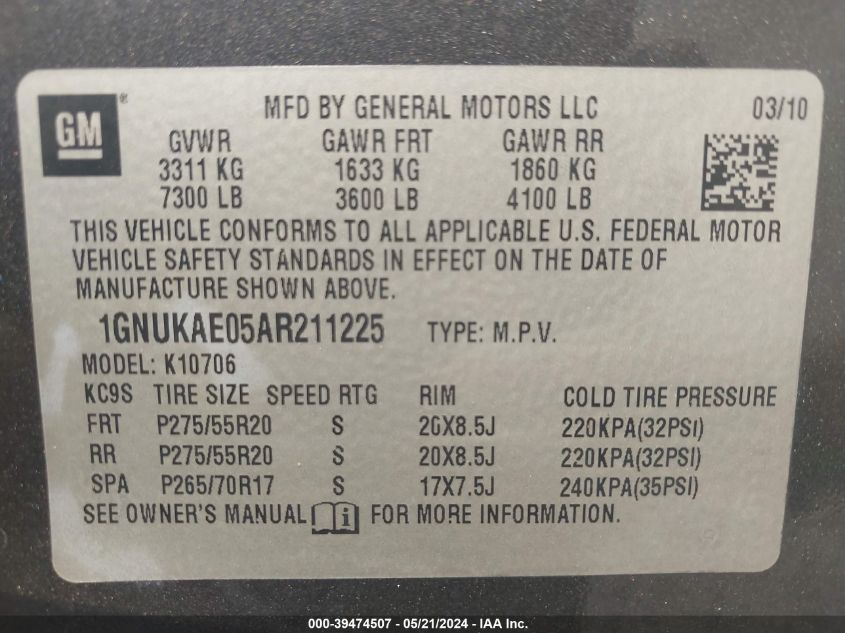 GM ® MFD BY GENERAL MOTORS LLC 03/10
GVWR GAWR FRT GAWR RR
3311 KG 1633 KG 1860 KG
7300 LB 3600 LB 4100 LB
THIS VEHICLE CONFORMS TO ALL APPLICABLE U.S. FEDERAL MOTOR
VEHICLE SAFETY STANDARDS IN EFFECT ON THE DATE OF
MANUFACTURE SHOWN ABOVE.
1GNUKAE05AR211225 TYPE: M.P.V.
MODEL: K10706
KC9S TIRE SIZE SPEED RTG RIM COLD TIRE PRESSURE
FRT P275/55R20 S 20X8.5J 220KPA(32PSI)
RR P275/55R20 S 20X8.5J 220KPA(32PSI)
SPA P265/70R17 S 17X7.5J 240KPA(35PSI)
SEE OWNER'S MANUAL i FOR MORE INFORMATION.
000-39474507 - 05/21/2024 - IAA Inc.